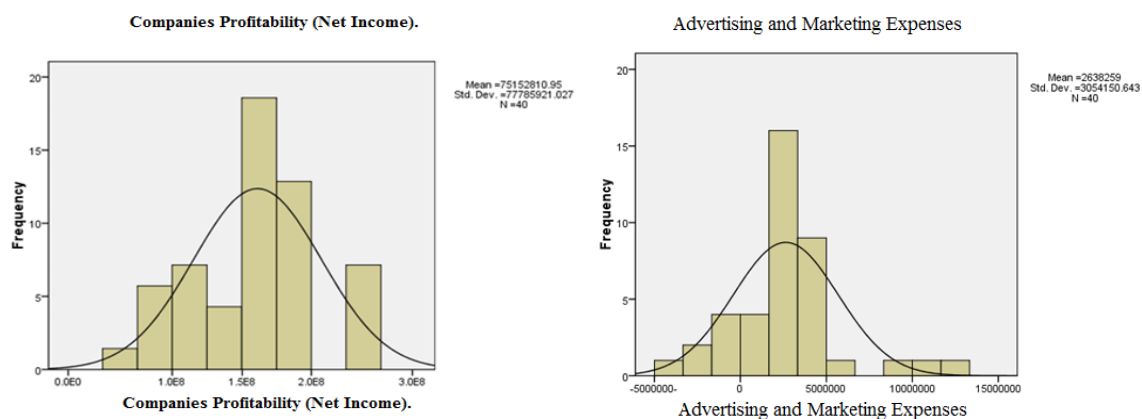 Companies Profitability (Net Income).
20
15
10
5
0
Frequency
0.0E0
1.0E8
1.5E8
2.0E8
3.0E8
Companies Profitability (Net Income).
Mean =75152810.95
Std. Dev. =77785921.027
N =40
Advertising and Marketing Expenses
20
15
10
5
0
Frequency
-5000000-
0
5000000
10000000
15000000
Advertising and Marketing Expenses
Mean =2638259
Std. Dev. =3054150.643
N =40